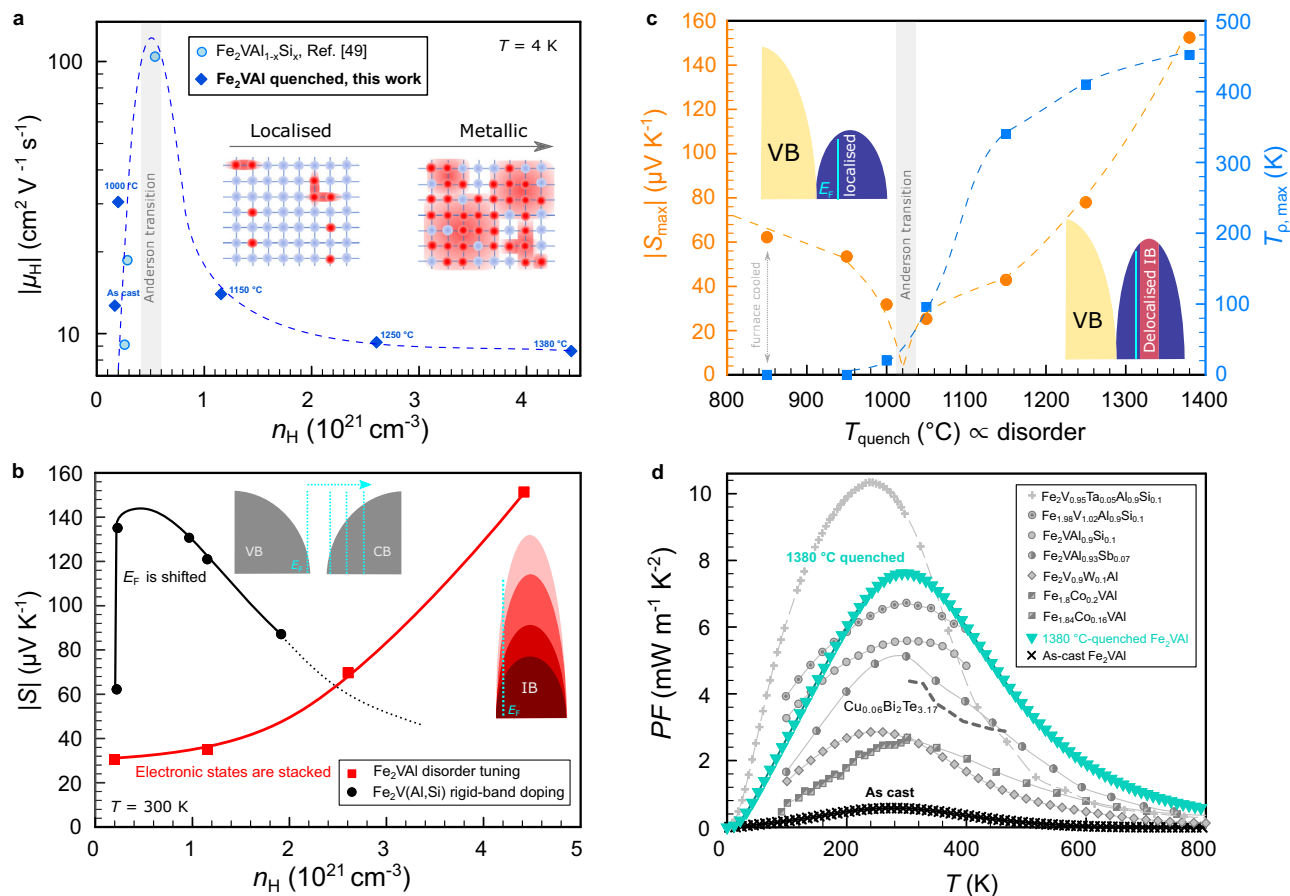 a
T = 4 K
Fe₂VAl₁₋ₓSiₓ, Ref. [49]
Fe₂VAl quenched, this work
Localised
Metallic
1000 °C
As cast
Anderson transition
1150 °C
1250 °C
1380 °C
100
10
|μH| (cm² V⁻¹ s⁻¹)
0 1 2 3 4
nH (10²¹ cm⁻³)
c
160
140
120
100
80
60
40
20
0
|Smax| (μV K⁻¹)
VB
EF
localised
Anderson transition
furnace cooled
VB
Delocalised IB
500
400
300
200
100
0
Tρ, max (K)
800 900 1000 1100 1200 1300 1400
Tquench (°C) ∝ disorder
b
160
140
120
100
80
60
40
20
0
|S| (μV K⁻¹)
VB
EF
CB
EF is shifted
IB
EF
Electronic states are stacked
Fe₂VAl disorder tuning
Fe₂V(Al,Si) rigid-band doping
T = 300 K
0 1 2 3 4 5
nH (10²¹ cm⁻³)
d
10
8
6
4
2
0
PF (mW m⁻¹ K⁻²)
1380 °C quenched
Fe₂V₀.₉₅Ta₀.₀₅Al₀.₉Si₀.₁
Fe₁.₉₈V₁.₀₂Al₀.₉Si₀.₁
Fe₂VAl₀.₉Si₀.₁
Fe₂VAl₀.₉₃Sb₀.₀₇
Fe₂V₀.₉W₀.₁Al
Fe₁.₈Co₀.₂VAl
Fe₁.₈₄Co₀.₁₆VAl
1380 °C-quenched Fe₂VAl
As-cast Fe₂VAl
Cu₀.₀₆Bi₂Te₃.₁₇
As cast
0 200 400 600 800
T (K)